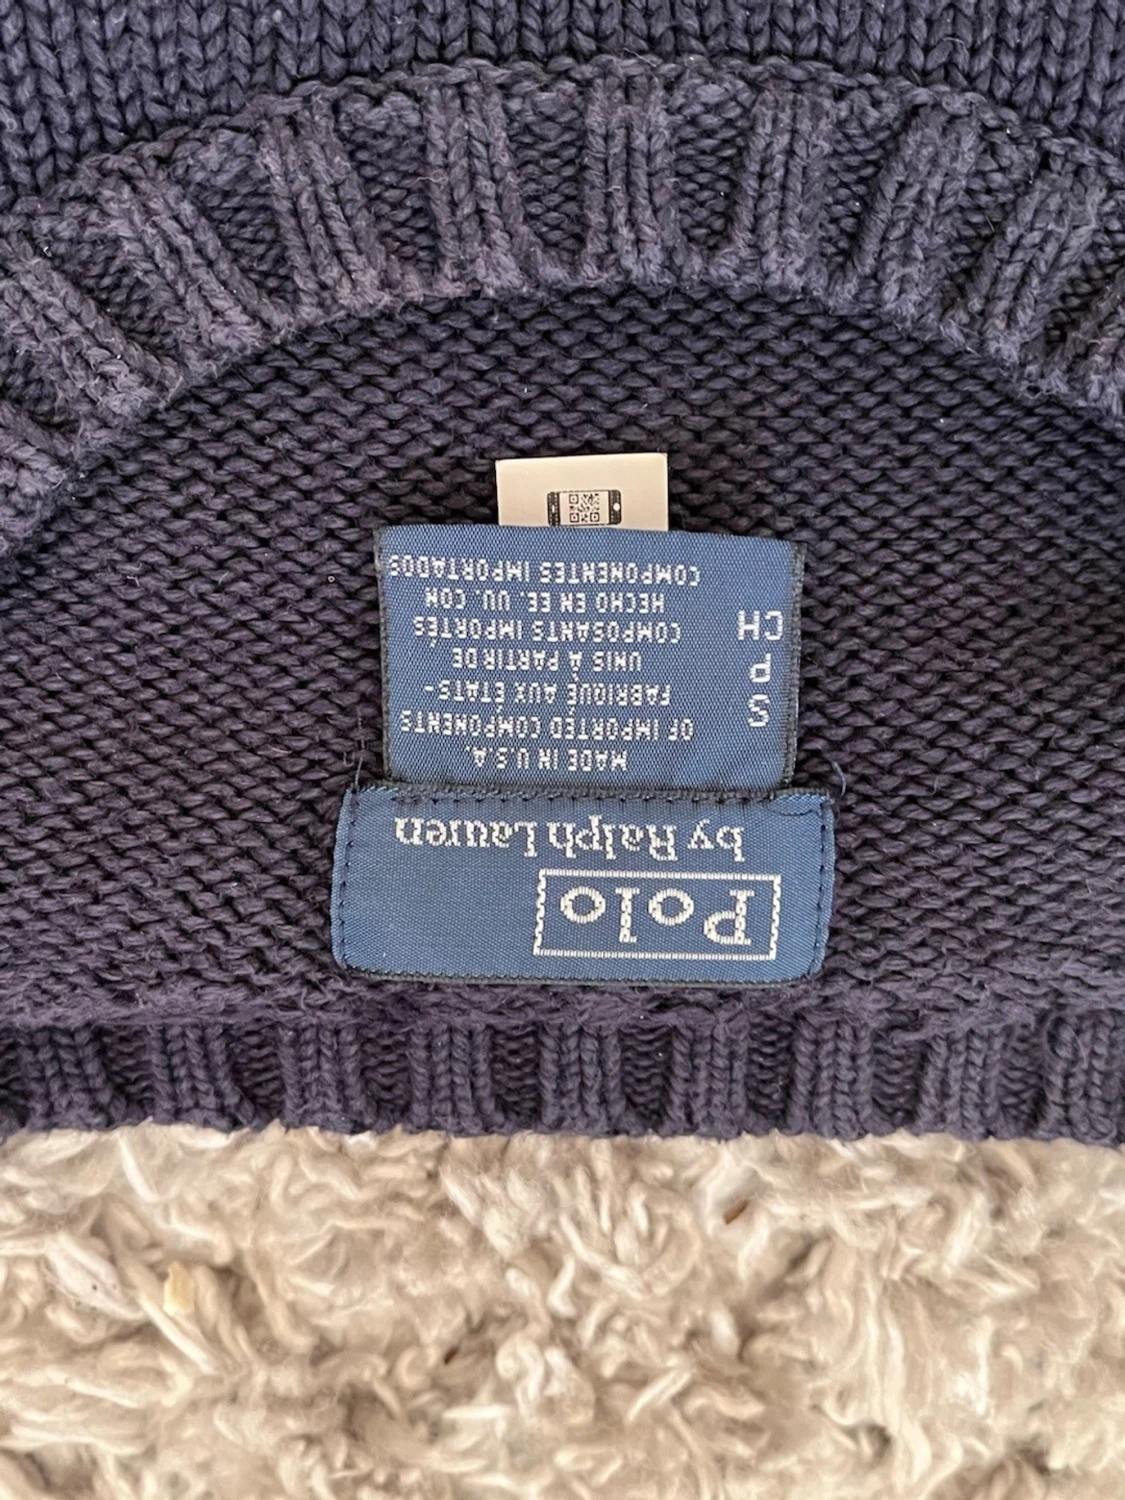 Polo
by Ralph Lauren
MADE IN U.S.A.
OF IMPORTED COMPONENTS
FABRIQUÉ AUX ÉTATS-
UNIS À PARTIR DE
COMPOSANTS IMPORTÉS
HECHO EN EE. UU. CON
COMPONENTES IMPORTADOS
S
P
CH